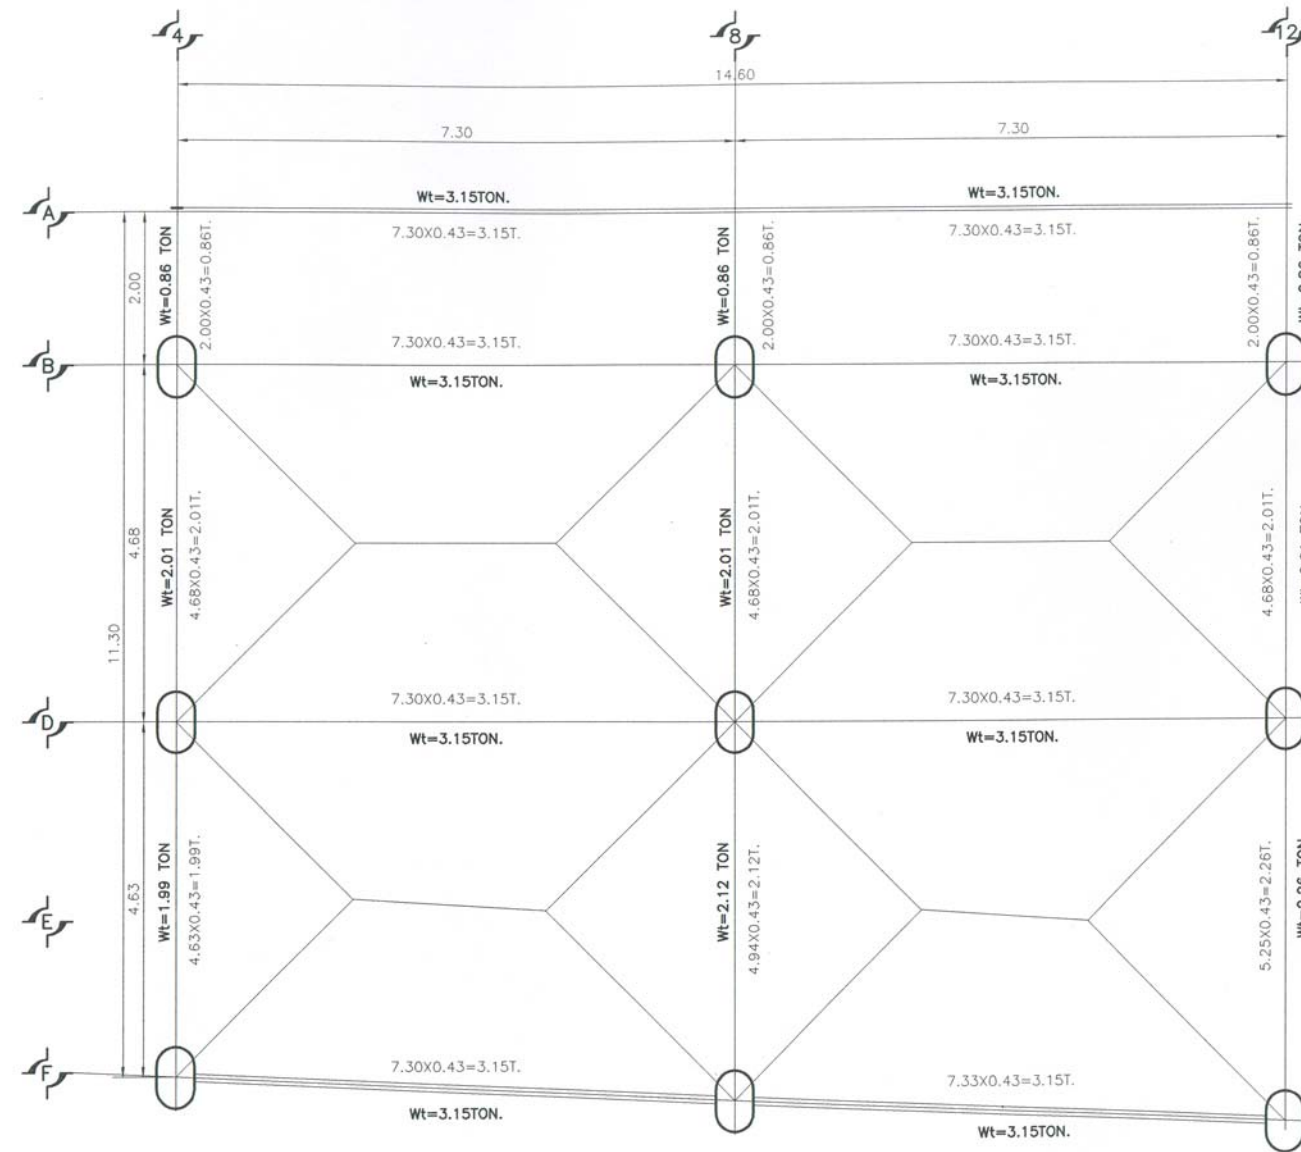 4
8
12
14.60
7.30
7.30
Wt=3.15TON.
Wt=3.15TON.
A
7.30X0.43=3.15T.
7.30X0.43=3.15T.
2.00
Wt=0.86 TON
2.00X0.43=0.86T.
Wt=0.86 TON
2.00X0.43=0.86T.
2.00X0.43=0.86T.
7.30X0.43=3.15T.
7.30X0.43=3.15T.
B
Wt=3.15TON.
Wt=3.15TON.
4.68
Wt=2.01 TON
4.68X0.43=2.01T.
Wt=2.01 TON
4.68X0.43=2.01T.
4.68X0.43=2.01T.
11.30
7.30X0.43=3.15T.
7.30X0.43=3.15T.
D
Wt=3.15TON.
Wt=3.15TON.
4.63
Wt=1.99 TON
4.63X0.43=1.99T.
Wt=2.12 TON
4.94X0.43=2.12T.
5.25X0.43=2.26T.
E
7.30X0.43=3.15T.
7.33X0.43=3.15T.
F
Wt=3.15TON.
Wt=3.15TON.